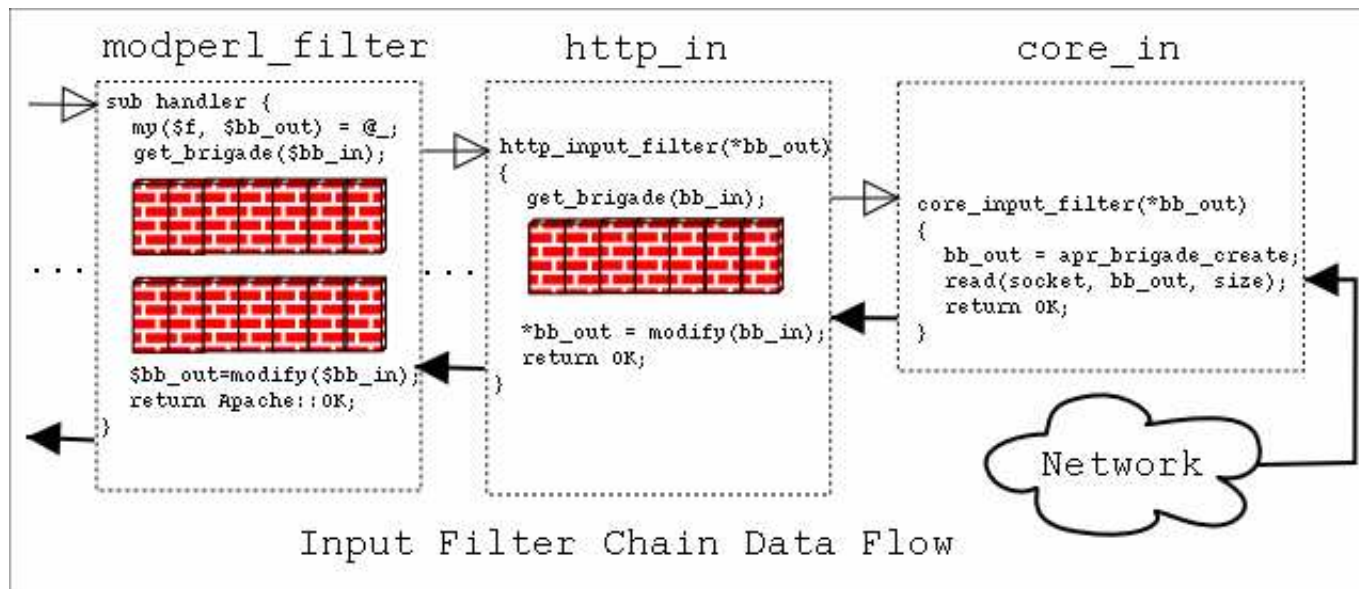 modperl_filter
sub handler {
my($f, $bb_out) = @_;
get_brigade($bb_in);
$bb_out=modify($bb_in);
return Apache::OK;
}
...
...
http_in
http_input_filter(*bb_out)
{
get_brigade(bb_in);
*bb_out = modify(bb_in);
return OK;
}
core_in
core_input_filter(*bb_out)
{
bb_out = apr_brigade_create;
read(socket, bb_out, size);
return OK;
}
Network
Input Filter Chain Data Flow